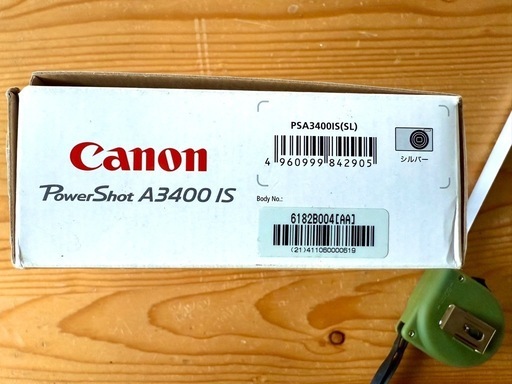 Canon
PowerShot A3400 IS
PSA3400IS(SL)
4 960999 842905
シルバー
Body No.:
6182B004[AA]
(21)411060000619